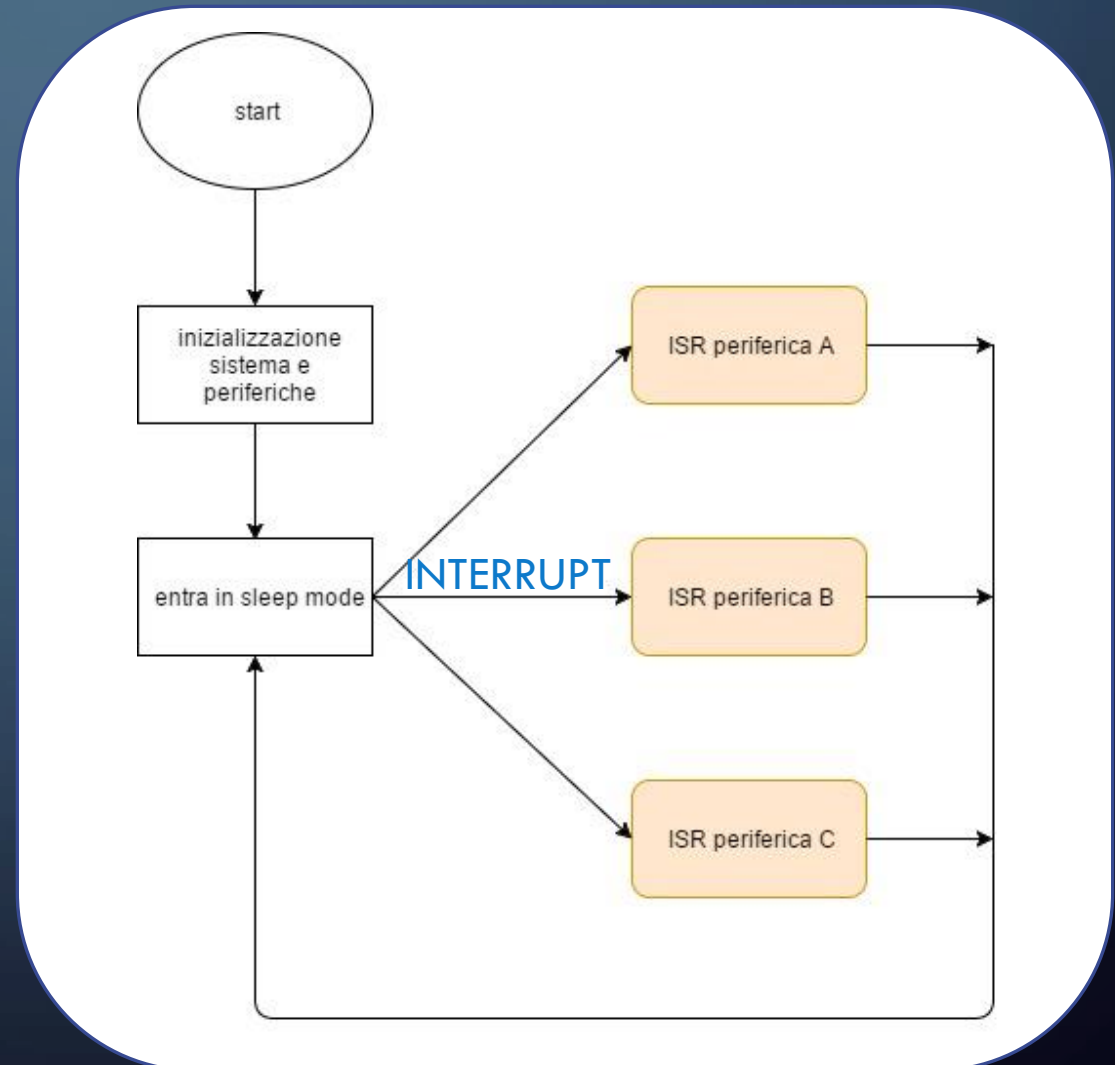 start
inizializzazione
sistema e
periferiche
ISR periferica A
INTERRUPT
entra in sleep mode
ISR periferica B
ISR periferica C